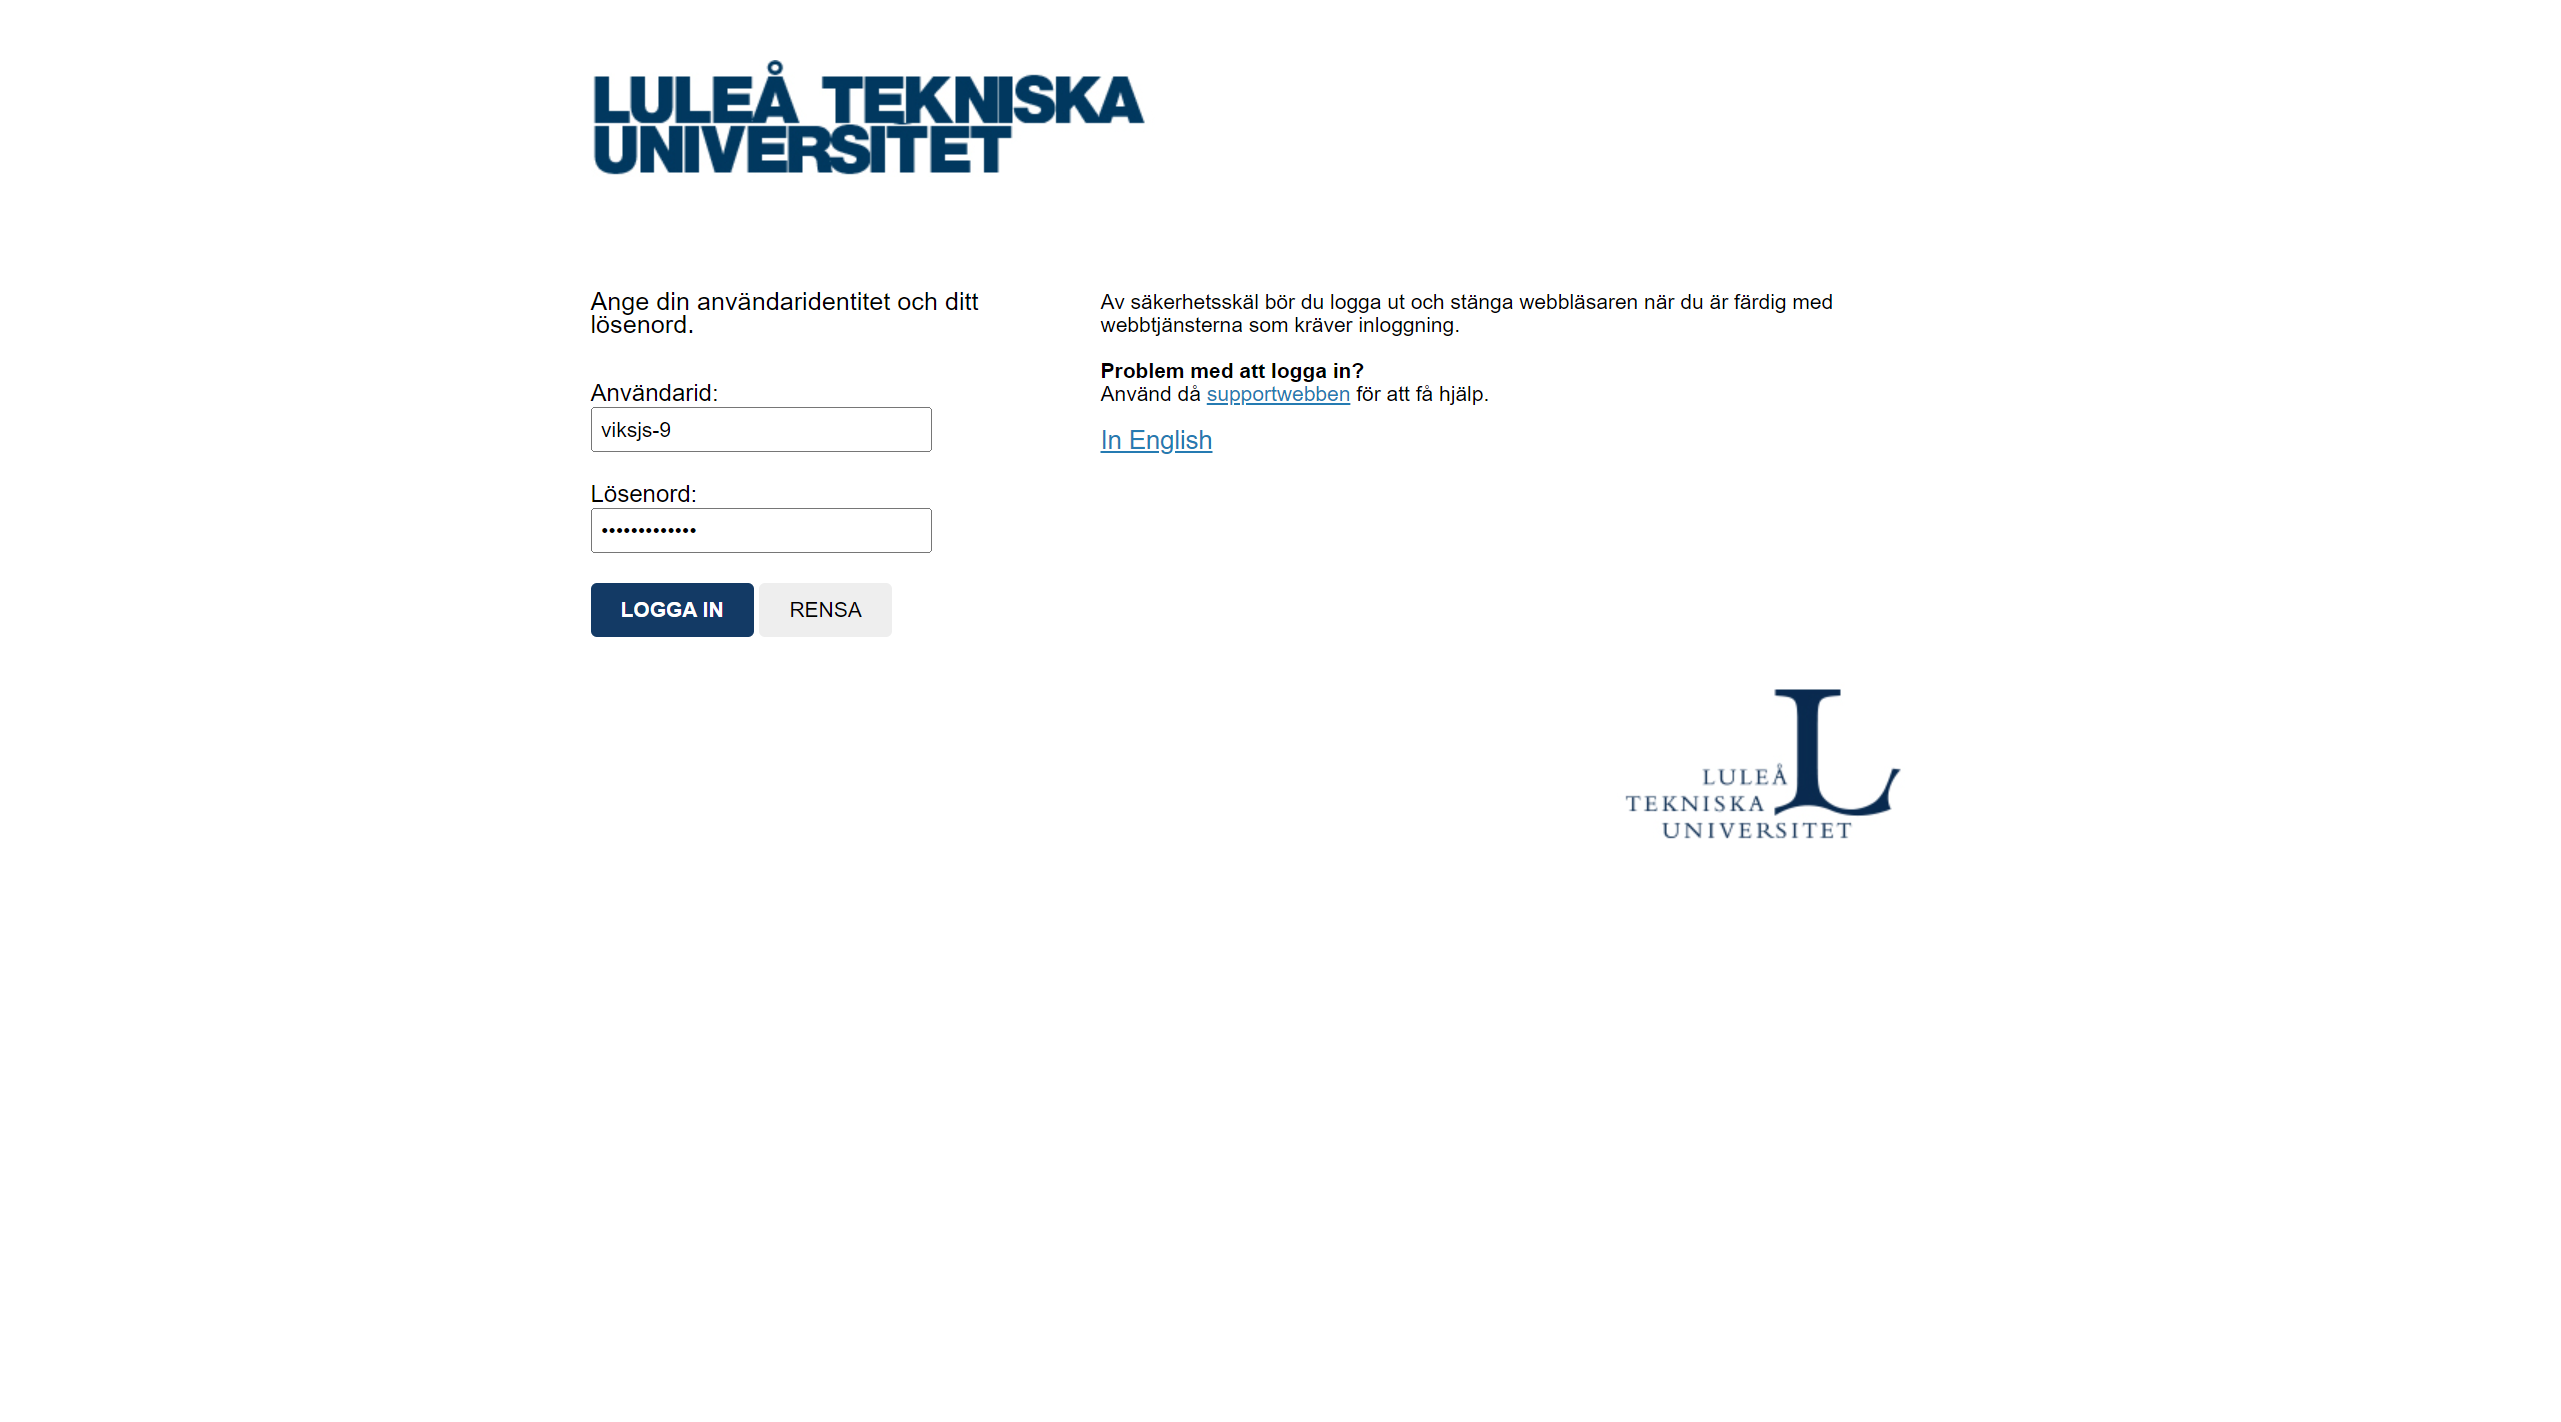 LULEÅ TEKNISKA
UNIVERSITET
Ange din användaridentitet och ditt
lösenord.
Användarid:
viksjs-9
Lösenord:
•••••••••••••
LOGGA IN
RENSA
Av säkerhetsskäl bör du logga ut och stänga webbläsaren när du är färdig med
webbtjänsterna som kräver inloggning.
Problem med att logga in?
Använd då supportwebben för att få hjälp.
In English
L
LULEÅ
TEKNISKA
UNIVERSITET